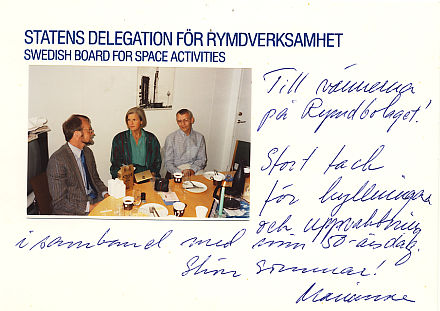 STATENS DELEGATION FÖR RYMDVERKSAMHET
SWEDISH BOARD FOR SPACE ACTIVITIES
Till vännerna
på Rymdbolaget!
Stort tack
för hyllningar
och uppvaktning
i samband med min 50-årsdag.
Skön sommar!
Marianne